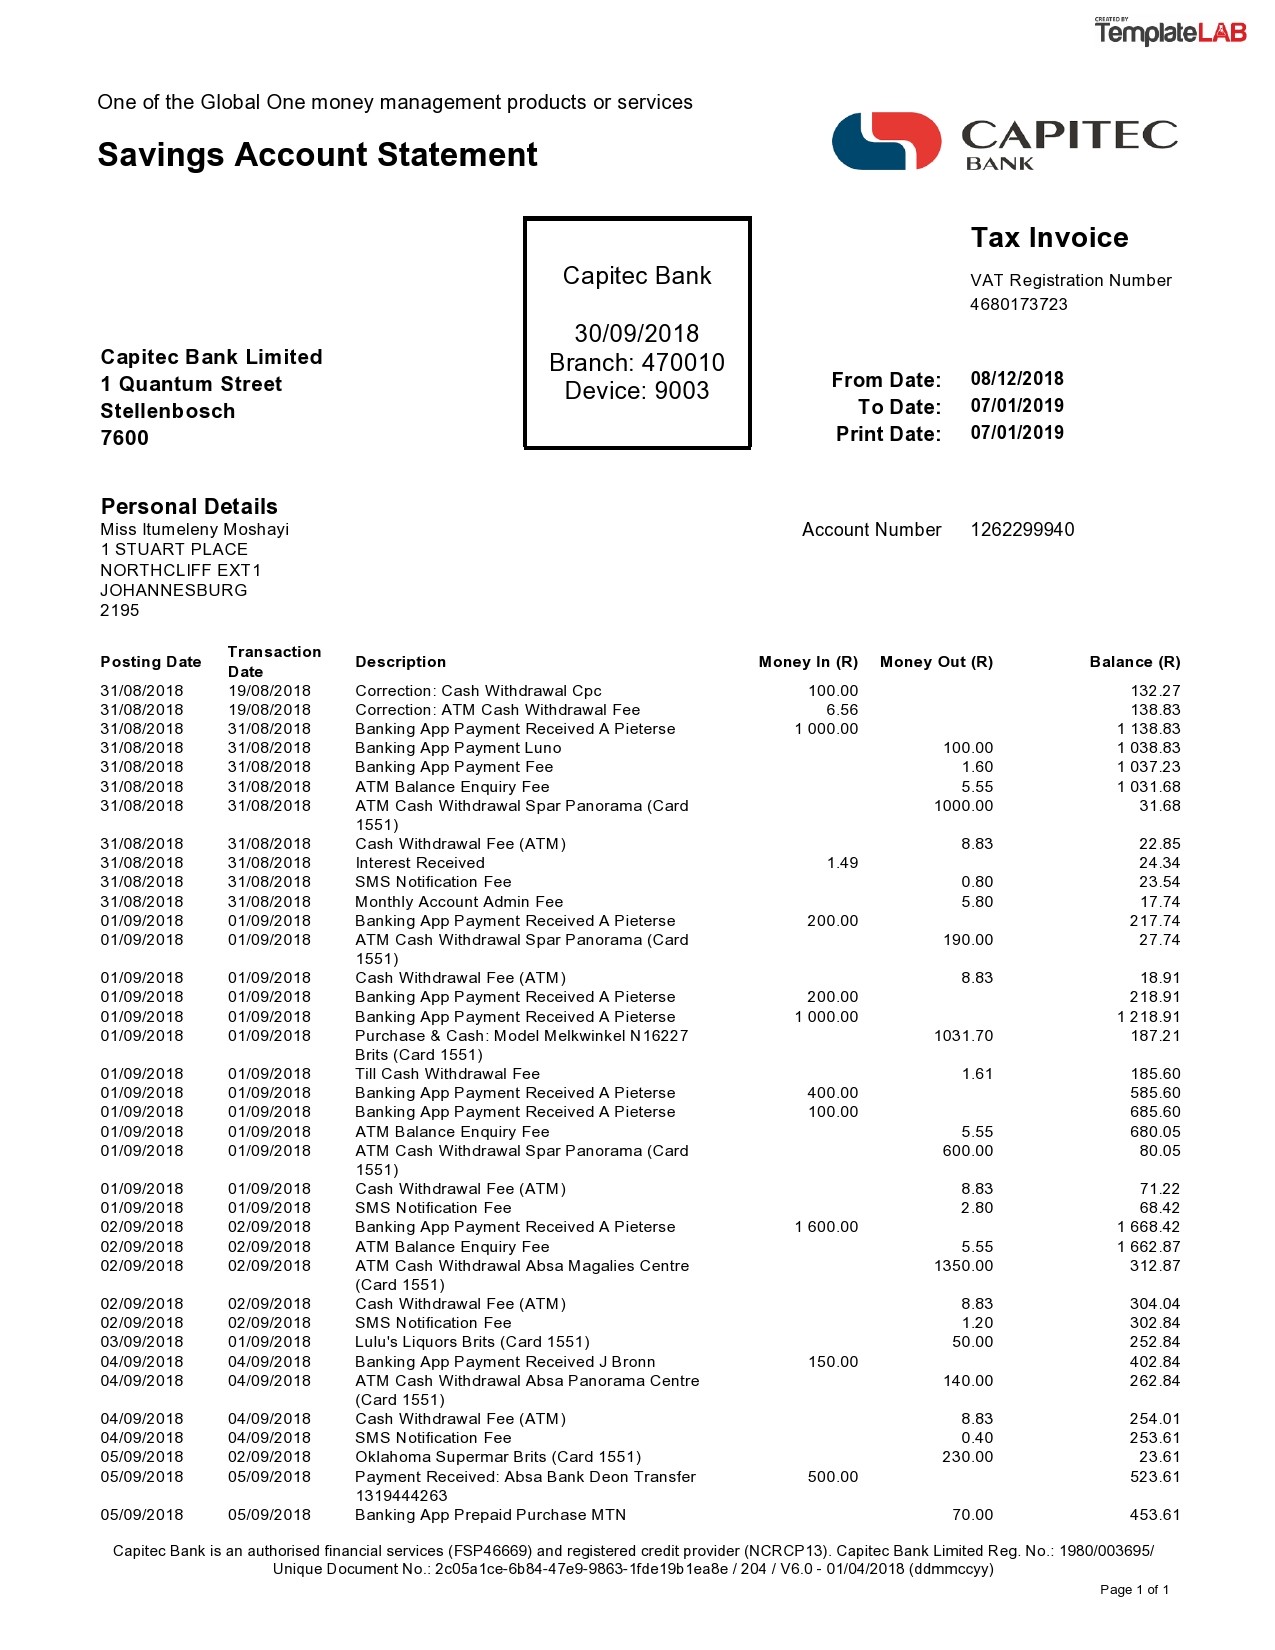 CREATED BY
TemplateLAB
One of the Global One money management products or services
Savings Account Statement
CAPITEC
BANK
Capitec Bank
30/09/2018
Branch: 470010
Device: 9003
Tax Invoice
VAT Registration Number
4680173723
Capitec Bank Limited
1 Quantum Street
Stellenbosch
7600
From Date: 08/12/2018
To Date: 07/01/2019
Print Date: 07/01/2019
Personal Details
Miss Itumeleny Moshayi
1 STUART PLACE
NORTHCLIFF EXT1
JOHANNESBURG
2195
Account Number 1262299940
Posting Date Transaction Date Description Money In (R) Money Out (R) Balance (R)
31/08/2018 19/08/2018 Correction: Cash Withdrawal Cpc 100.00 132.27
31/08/2018 19/08/2018 Correction: ATM Cash Withdrawal Fee 6.56 138.83
31/08/2018 31/08/2018 Banking App Payment Received A Pieterse 1 000.00 1 138.83
31/08/2018 31/08/2018 Banking App Payment Luno 100.00 1 038.83
31/08/2018 31/08/2018 Banking App Payment Fee 1.60 1 037.23
31/08/2018 31/08/2018 ATM Balance Enquiry Fee 5.55 1 031.68
31/08/2018 31/08/2018 ATM Cash Withdrawal Spar Panorama (Card 1000.00 31.68
1551)
31/08/2018 31/08/2018 Cash Withdrawal Fee (ATM) 8.83 22.85
31/08/2018 31/08/2018 Interest Received 1.49 24.34
31/08/2018 31/08/2018 SMS Notification Fee 0.80 23.54
31/08/2018 31/08/2018 Monthly Account Admin Fee 5.80 17.74
01/09/2018 01/09/2018 Banking App Payment Received A Pieterse 200.00 217.74
01/09/2018 01/09/2018 ATM Cash Withdrawal Spar Panorama (Card 190.00 27.74
1551)
01/09/2018 01/09/2018 Cash Withdrawal Fee (ATM) 8.83 18.91
01/09/2018 01/09/2018 Banking App Payment Received A Pieterse 200.00 218.91
01/09/2018 01/09/2018 Banking App Payment Received A Pieterse 1 000.00 1 218.91
01/09/2018 01/09/2018 Purchase & Cash: Model Melkwinkel N16227 1031.70 187.21
Brits (Card 1551)
01/09/2018 01/09/2018 Till Cash Withdrawal Fee 1.61 185.60
01/09/2018 01/09/2018 Banking App Payment Received A Pieterse 400.00 585.60
01/09/2018 01/09/2018 Banking App Payment Received A Pieterse 100.00 685.60
01/09/2018 01/09/2018 ATM Balance Enquiry Fee 5.55 680.05
01/09/2018 01/09/2018 ATM Cash Withdrawal Spar Panorama (Card 600.00 80.05
1551)
01/09/2018 01/09/2018 Cash Withdrawal Fee (ATM) 8.83 71.22
01/09/2018 01/09/2018 SMS Notification Fee 2.80 68.42
02/09/2018 02/09/2018 Banking App Payment Received A Pieterse 1 600.00 1 668.42
02/09/2018 02/09/2018 ATM Balance Enquiry Fee 5.55 1 662.87
02/09/2018 02/09/2018 ATM Cash Withdrawal Absa Magalies Centre 1350.00 312.87
(Card 1551)
02/09/2018 02/09/2018 Cash Withdrawal Fee (ATM) 8.83 304.04
02/09/2018 02/09/2018 SMS Notification Fee 1.20 302.84
03/09/2018 01/09/2018 Lulu's Liquors Brits (Card 1551) 50.00 252.84
04/09/2018 04/09/2018 Banking App Payment Received J Bronn 150.00 402.84
04/09/2018 04/09/2018 ATM Cash Withdrawal Absa Panorama Centre 140.00 262.84
(Card 1551)
04/09/2018 04/09/2018 Cash Withdrawal Fee (ATM) 8.83 254.01
04/09/2018 04/09/2018 SMS Notification Fee 0.40 253.61
05/09/2018 02/09/2018 Oklahoma Supermar Brits (Card 1551) 230.00 23.61
05/09/2018 05/09/2018 Payment Received: Absa Bank Deon Transfer 500.00 523.61
1319444263
05/09/2018 05/09/2018 Banking App Prepaid Purchase MTN 70.00 453.61
Capitec Bank is an authorised financial services (FSP46669) and registered credit provider (NCRCP13). Capitec Bank Limited Reg. No.: 1980/003695/
Unique Document No.: 2c05a1ce-6b84-47e9-9863-1fde19b1ea8e / 204 / V6.0 - 01/04/2018 (ddmmccyy)
Page 1 of 1